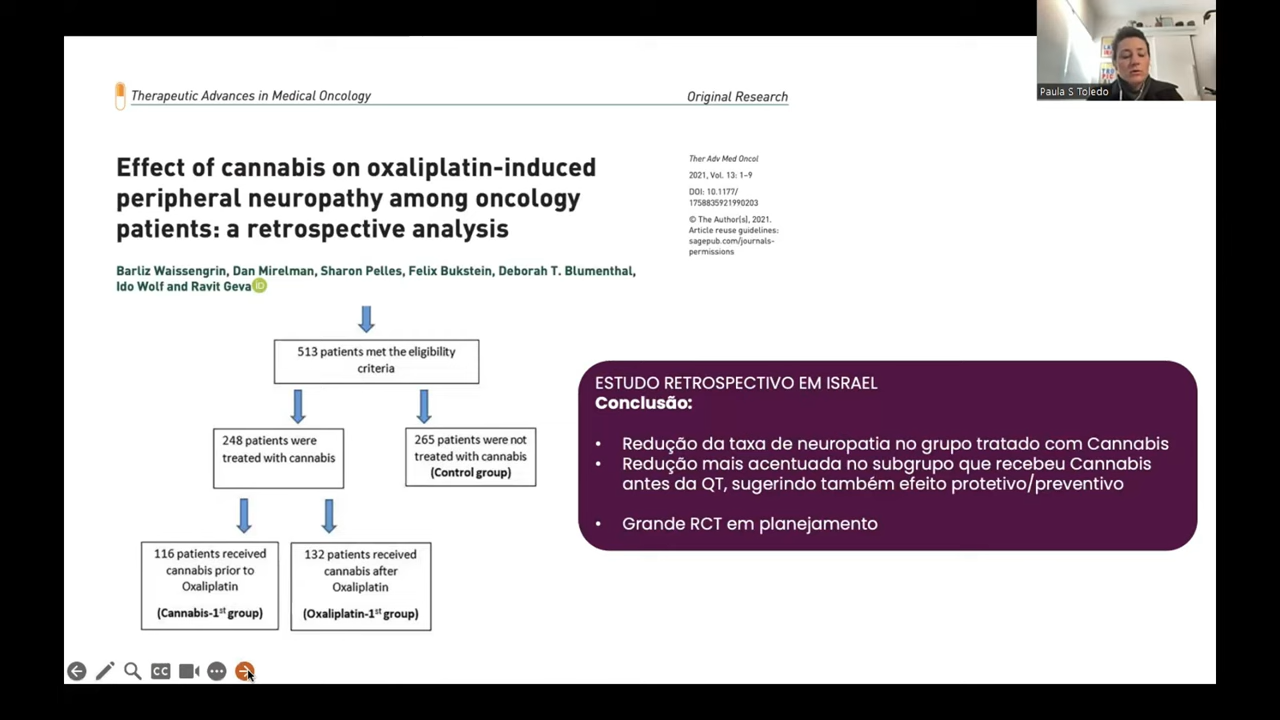 Paula S Toledo
Therapeutic Advances in Medical Oncology
Original Research
Effect of cannabis on oxaliplatin-induced
peripheral neuropathy among oncology
patients: a retrospective analysis
Ther Adv Med Oncol
2021, Vol. 13: 1–9
DOI: 10.1177/
1758835921990203
© The Author(s), 2021.
Article reuse guidelines:
sagepub.com/journals-
permissions
Barliz Waissengrin, Dan Mirelman, Sharon Pelles, Felix Bukstein, Deborah T. Blumenthal,
Ido Wolf and Ravit Geva
iD
513 patients met the eligibility
criteria
248 patients were
treated with cannabis
265 patients were not
treated with cannabis
(Control group)
116 patients received
cannabis prior to
Oxaliplatin
(Cannabis-1st group)
132 patients received
cannabis after
Oxaliplatin
(Oxaliplatin-1st group)
ESTUDO RETROSPECTIVO EM ISRAEL
Conclusão:
• Redução da taxa de neuropatia no grupo tratado com Cannabis
• Redução mais acentuada no subgrupo que recebeu Cannabis
antes da QT, sugerindo também efeito protetivo/preventivo
• Grande RCT em planejamento
CC